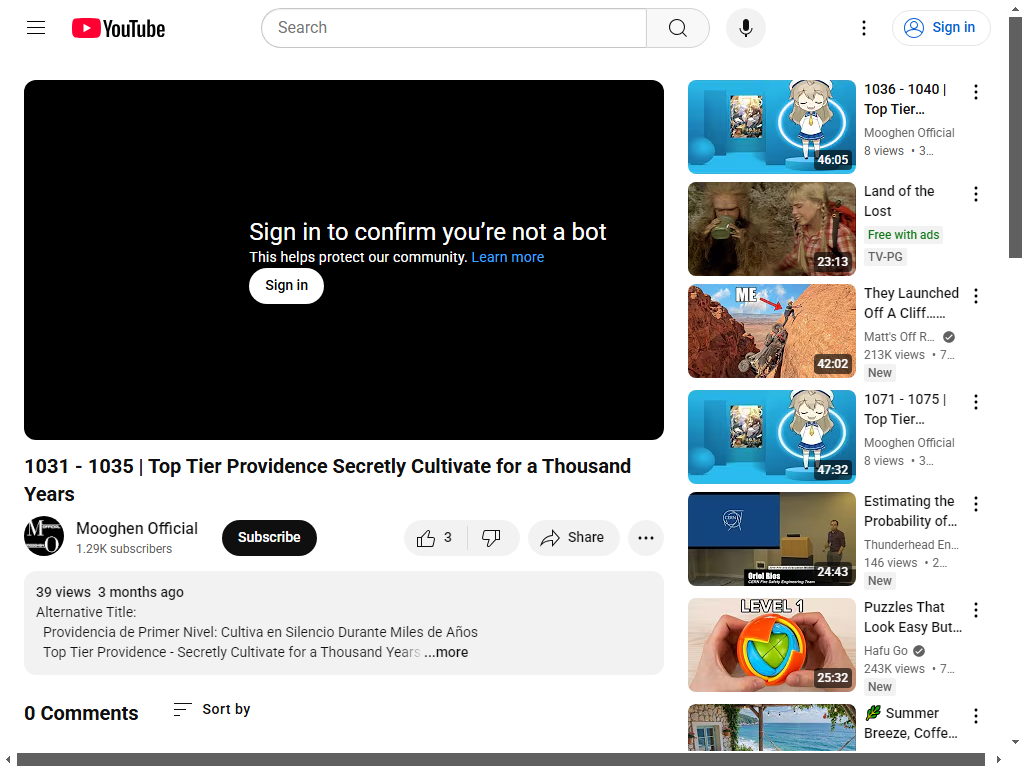 YouTube
Search
Sign in
Sign in to confirm you’re not a bot
This helps protect our community. Learn more
Sign in
1031 - 1035 | Top Tier Providence Secretly Cultivate for a Thousand
Years
Mooghen Official
1.29K subscribers
Subscribe
3
Share
39 views 3 months ago
Alternative Title:
Providencia de Primer Nivel: Cultiva en Silencio Durante Miles de Años
Top Tier Providence - Secretly Cultivate for a Thousand Years ...more
0 Comments
Sort by
46:05
1036 - 1040 |
Top Tier…
Mooghen Official
8 views • 3…
23:13
Land of the
Lost
Free with ads
TV-PG
ME
42:02
They Launched
Off A Cliff……
Matt's Off R…
213K views • 7…
New
47:32
1071 - 1075 |
Top Tier…
Mooghen Official
8 views • 3…
CERN
Oriol Rios
CERN Fire Safety Engineering Team
24:43
Estimating the
Probability of…
Thunderhead En…
146 views • 2…
New
LEVEL 1
25:32
Puzzles That
Look Easy But…
Hafu Go
243K views • 7…
New
🌿 Summer
Breeze, Coffe…